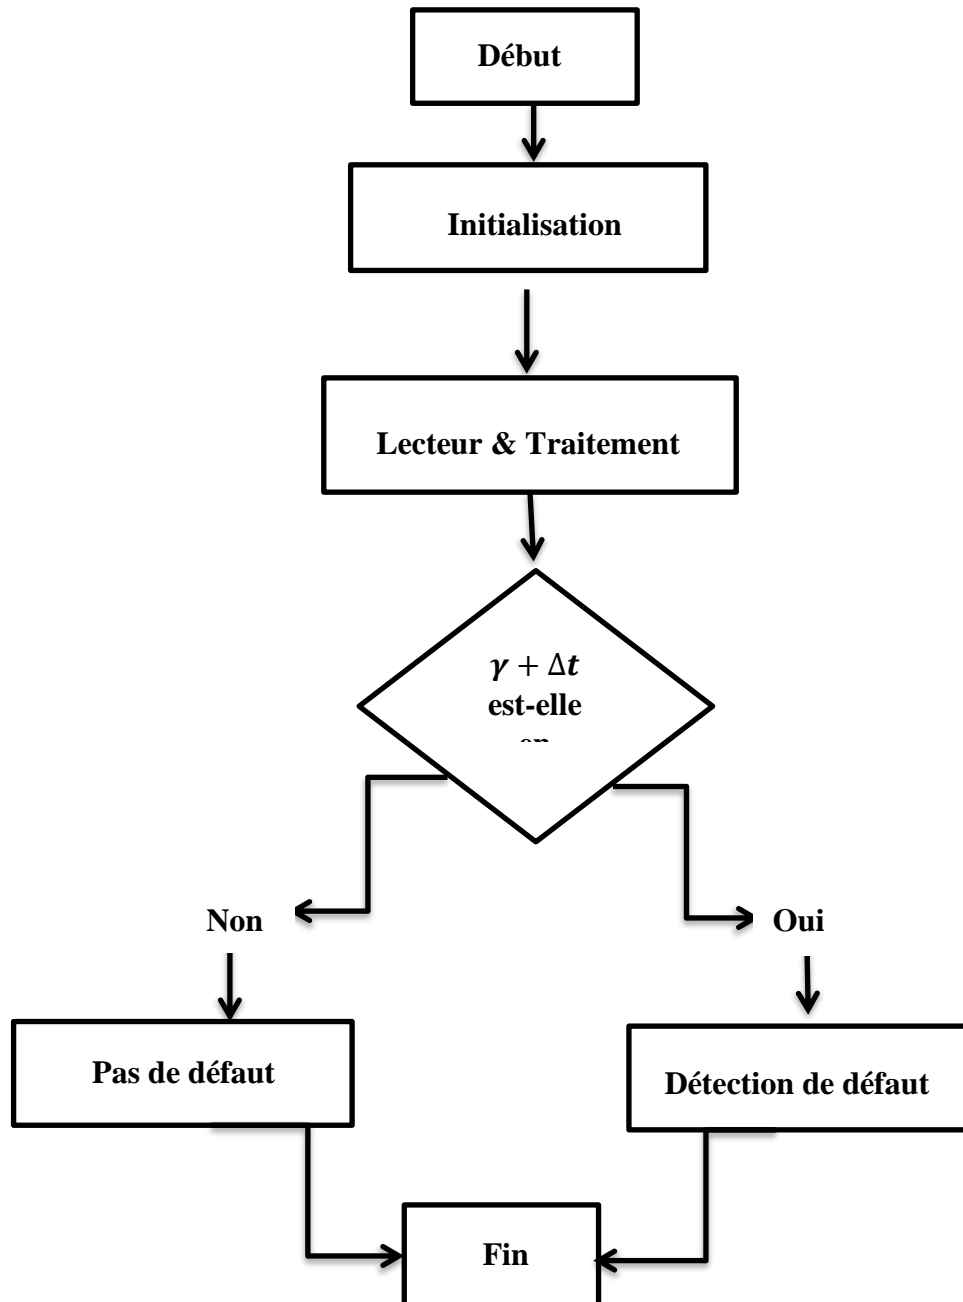 Début
Initialisation
Lecteur & Traitement
γ + Δt
est-elle
Non
Oui
Pas de défaut
Détection de défaut
Fin